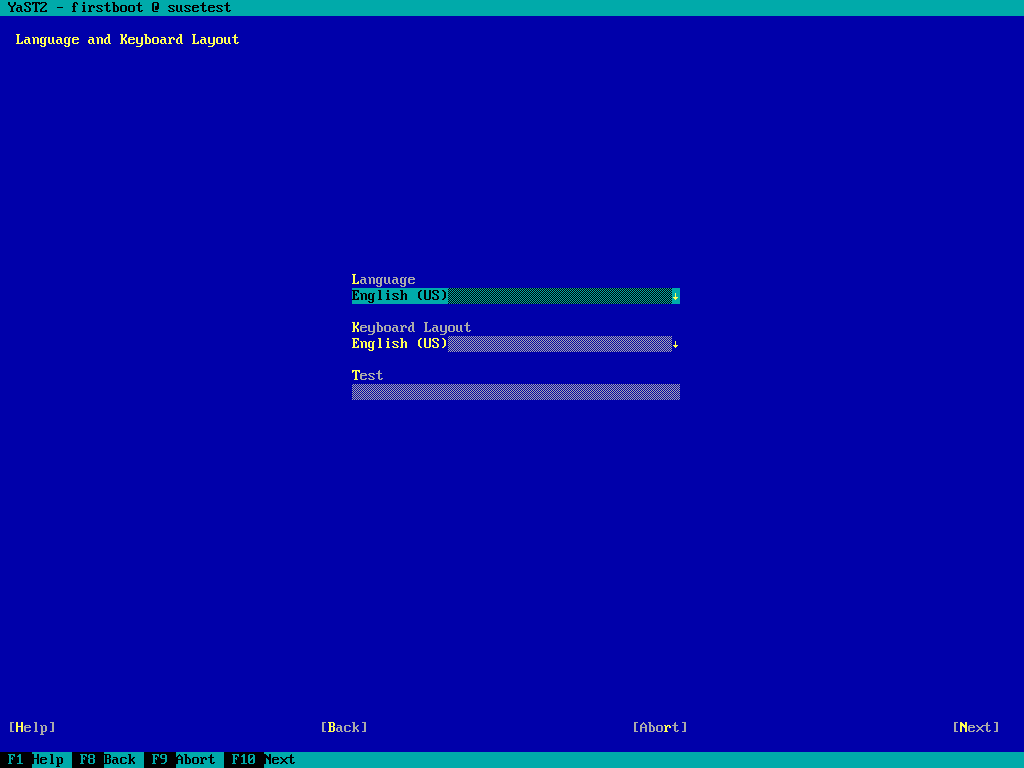 YaST2 - firstboot @ susetest
Language and Keyboard Layout
Language
English (US) ↓
Keyboard Layout
English (US) ↓
Test
[Help] [Back] [Abort] [Next]
F1 Help F8 Back F9 Abort F10 Next